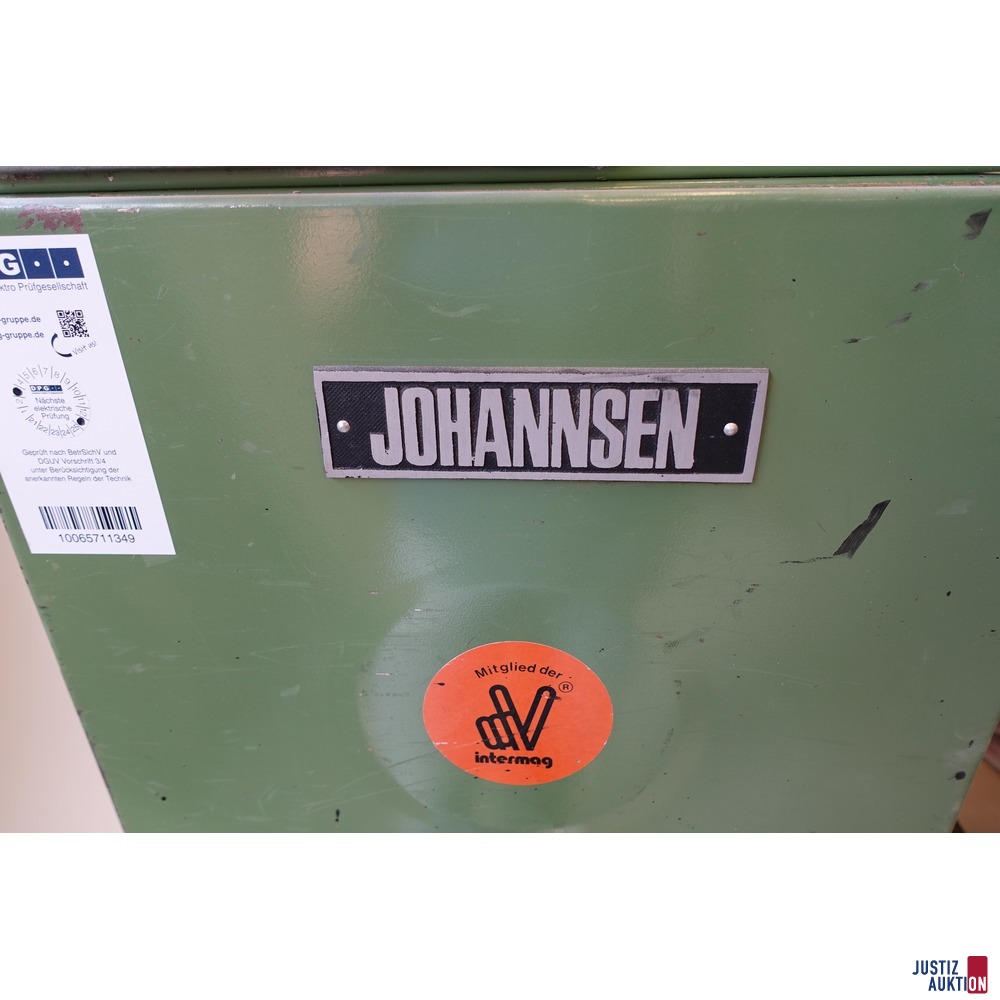 G
ktro Prüfgesellschaft
-gruppe.de
g-gruppe.de
Visit us!
DPG
Nächste
elektrische
Prüfung
Geprüft nach BetrSichV und
DGUV Vorschrift 3/4
unter Berücksichtigung der
anerkannten Regeln der Technik
10065711349
JOHANNSEN
Mitglied der
®
intermag
JUSTIZ
AUKTION